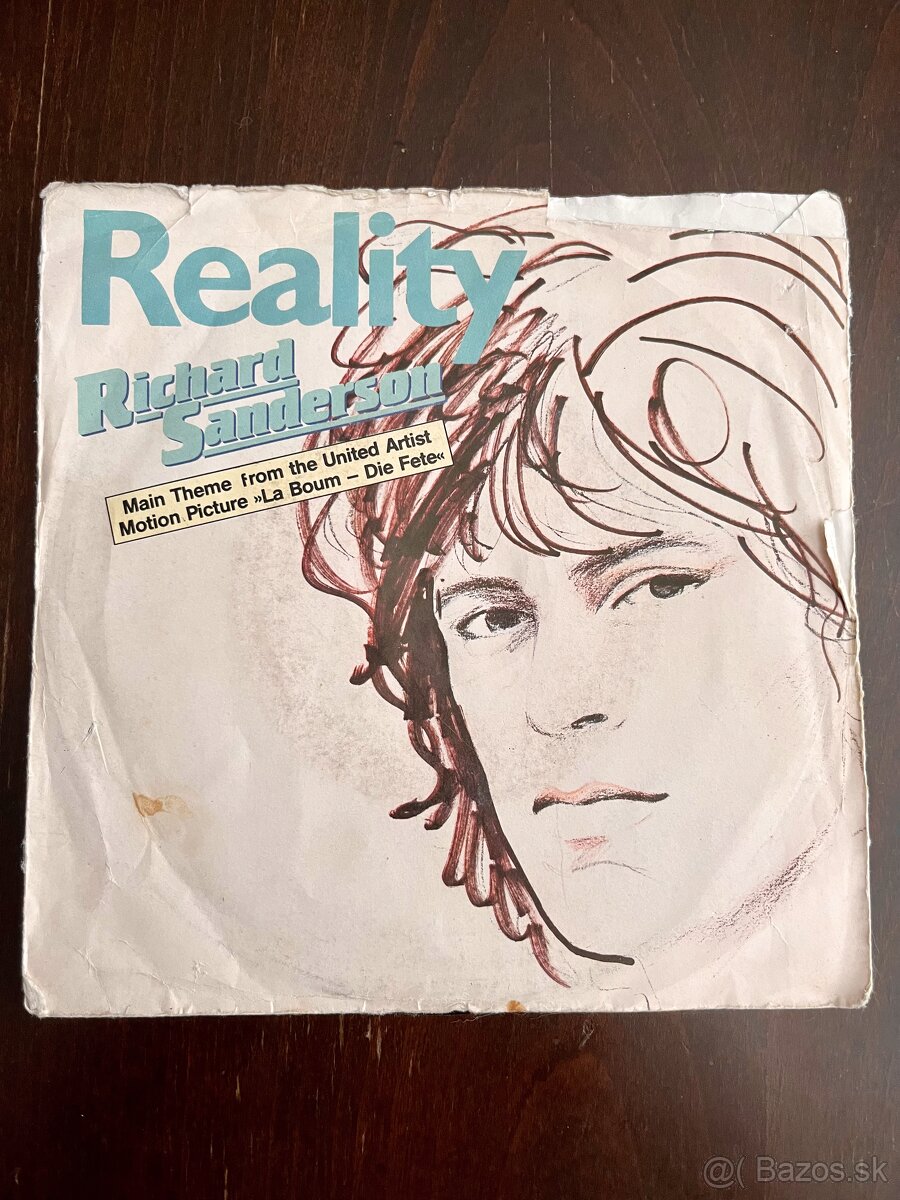 Reality
Richard
Sanderson
Main Theme from the United Artist
Motion Picture »La Boum – Die Fete«
@( Bazos.sk